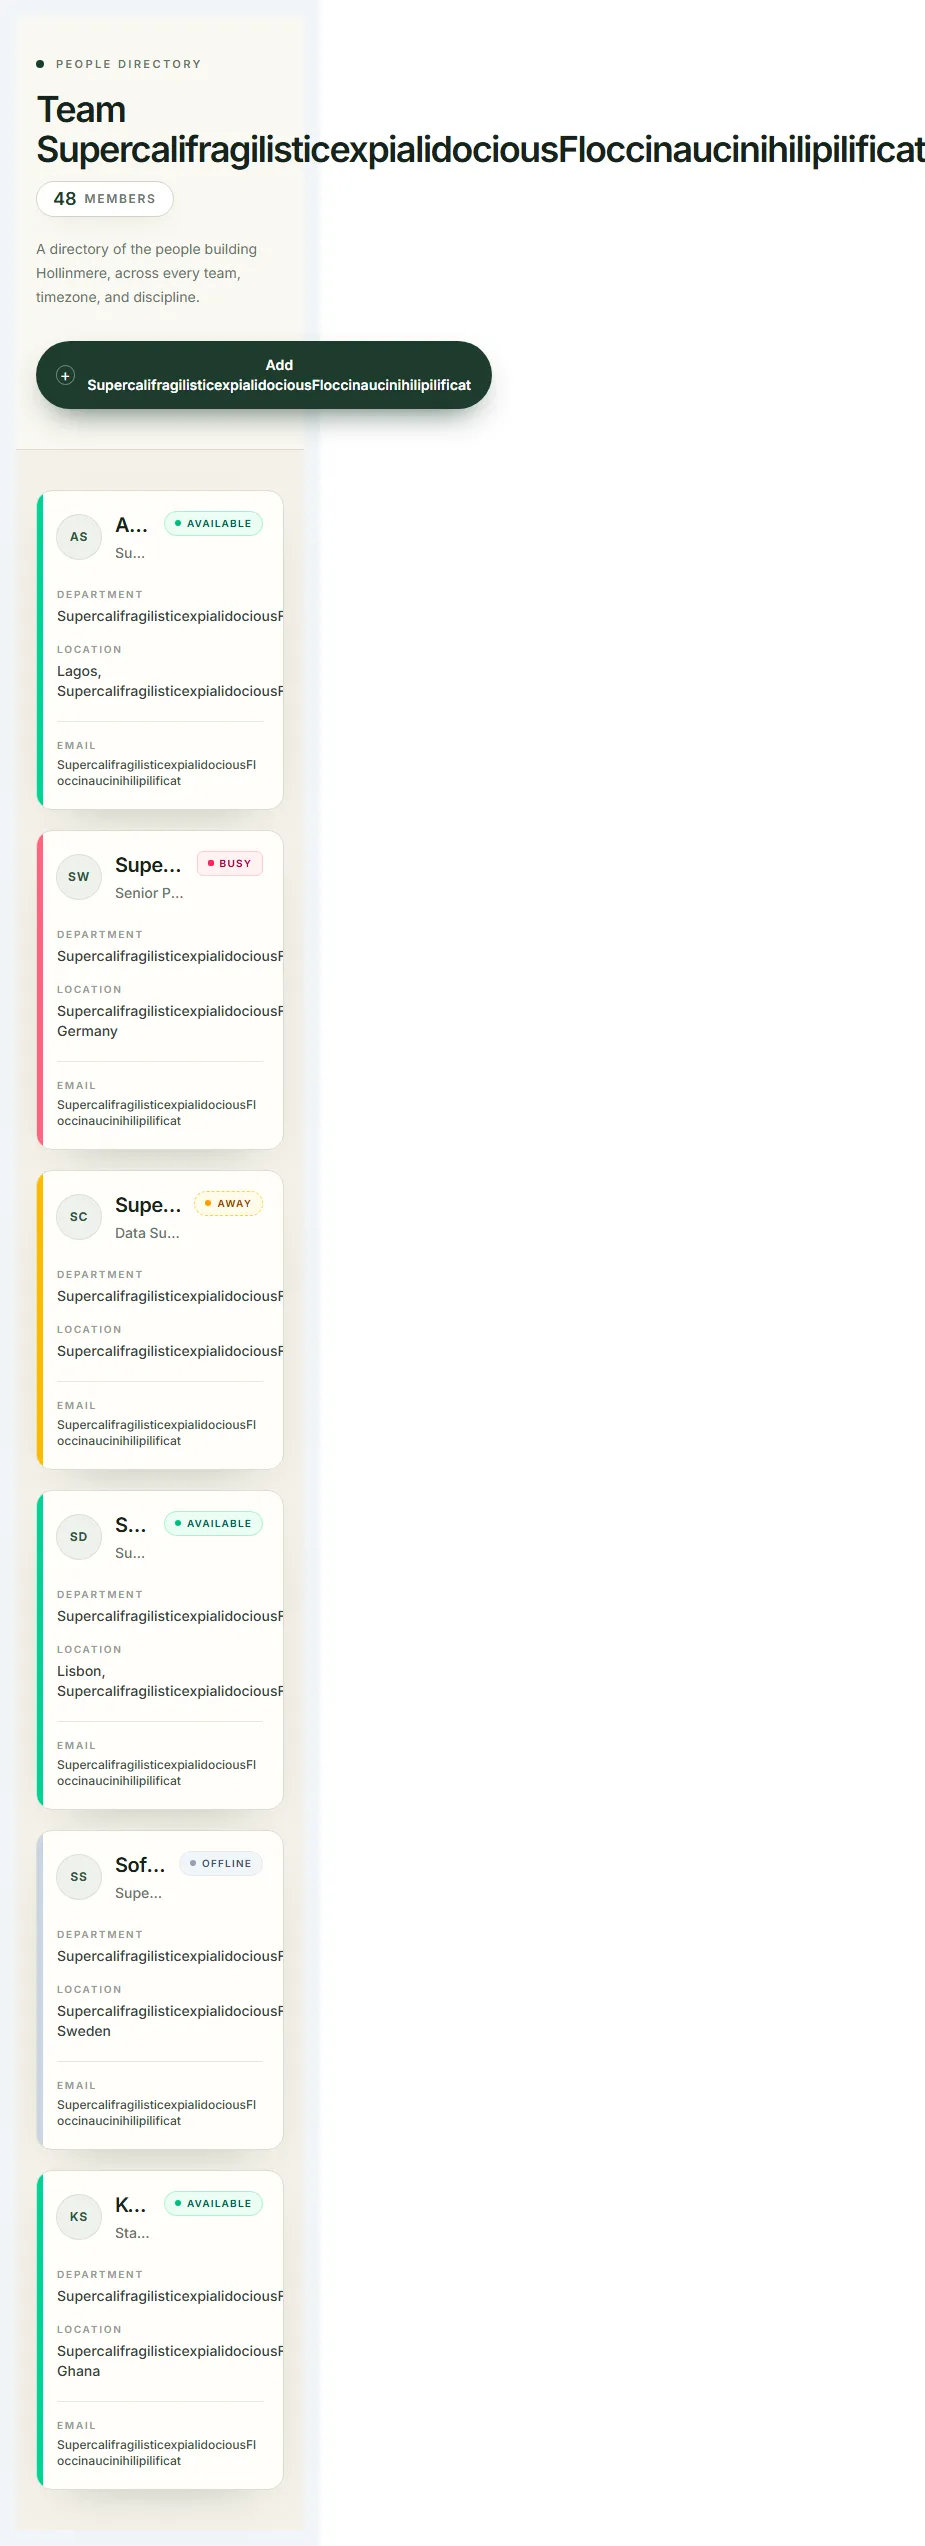 PEOPLE DIRECTORY
Team
SupercalifragilisticexpialidociousFloccinaucinihilipilificat
48 MEMBERS
A directory of the people building
Hollinmere, across every team,
timezone, and discipline.
+ Add
SupercalifragilisticexpialidociousFloccinaucinihilipilificat
AS
A...
AVAILABLE
Su...
DEPARTMENT
SupercalifragilisticexpialidociousF
LOCATION
Lagos,
SupercalifragilisticexpialidociousF
EMAIL
SupercalifragilisticexpialidociousFl
occinaucinihilipilificat
SW
Supe...
BUSY
Senior P...
DEPARTMENT
SupercalifragilisticexpialidociousF
LOCATION
SupercalifragilisticexpialidociousF
Germany
EMAIL
SupercalifragilisticexpialidociousFl
occinaucinihilipilificat
SC
Supe...
AWAY
Data Su...
DEPARTMENT
SupercalifragilisticexpialidociousF
LOCATION
SupercalifragilisticexpialidociousF
EMAIL
SupercalifragilisticexpialidociousFl
occinaucinihilipilificat
SD
S...
AVAILABLE
Su...
DEPARTMENT
SupercalifragilisticexpialidociousF
LOCATION
Lisbon,
SupercalifragilisticexpialidociousF
EMAIL
SupercalifragilisticexpialidociousFl
occinaucinihilipilificat
SS
Sof...
OFFLINE
Supe...
DEPARTMENT
SupercalifragilisticexpialidociousF
LOCATION
SupercalifragilisticexpialidociousF
Sweden
EMAIL
SupercalifragilisticexpialidociousFl
occinaucinihilipilificat
KS
K...
AVAILABLE
Sta...
DEPARTMENT
SupercalifragilisticexpialidociousF
LOCATION
SupercalifragilisticexpialidociousF
Ghana
EMAIL
SupercalifragilisticexpialidociousFl
occinaucinihilipilificat